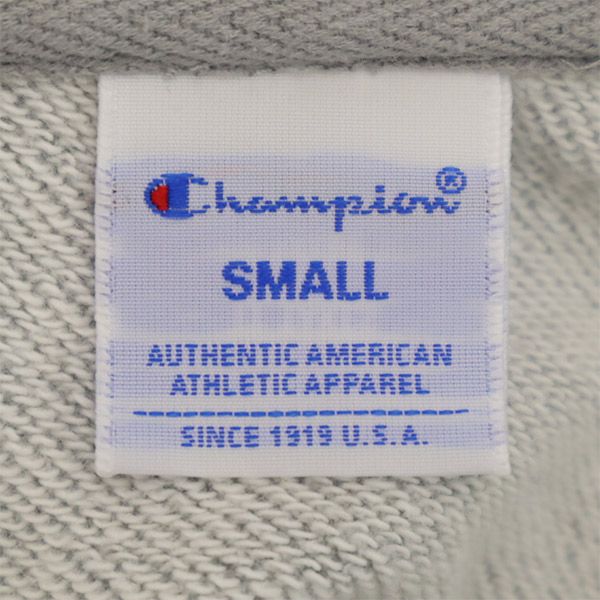 Champion®
SMALL
AUTHENTIC AMERICAN
ATHLETIC APPAREL
SINCE 1919 U.S.A.